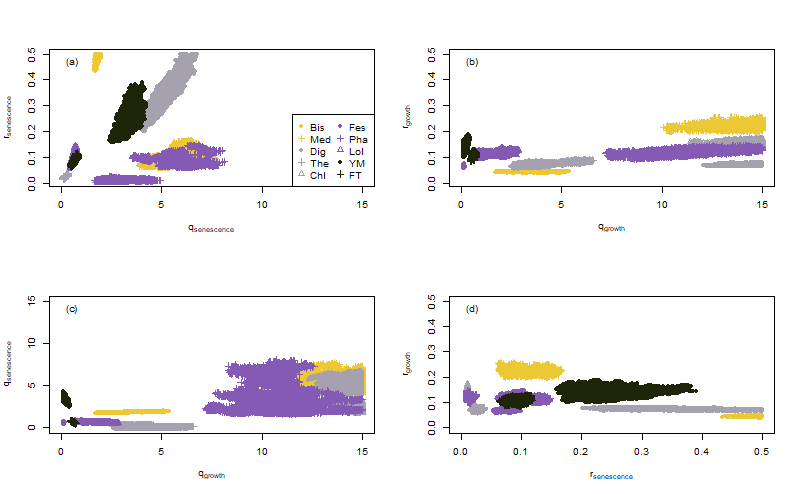 (a)
0.0 0.1 0.2 0.3 0.4 0.5
r_senescence
Bis Fes
Med Pha
Dig Lol
The YM
Chl FT
0 5 10 15
q_senescence
(b)
0.0 0.1 0.2 0.3 0.4 0.5
r_growth
0 5 10 15
q_growth
(c)
0 5 10 15
q_senescence
0 5 10 15
q_growth
(d)
0.0 0.1 0.2 0.3 0.4 0.5
r_growth
0.0 0.1 0.2 0.3 0.4 0.5
r_senescence